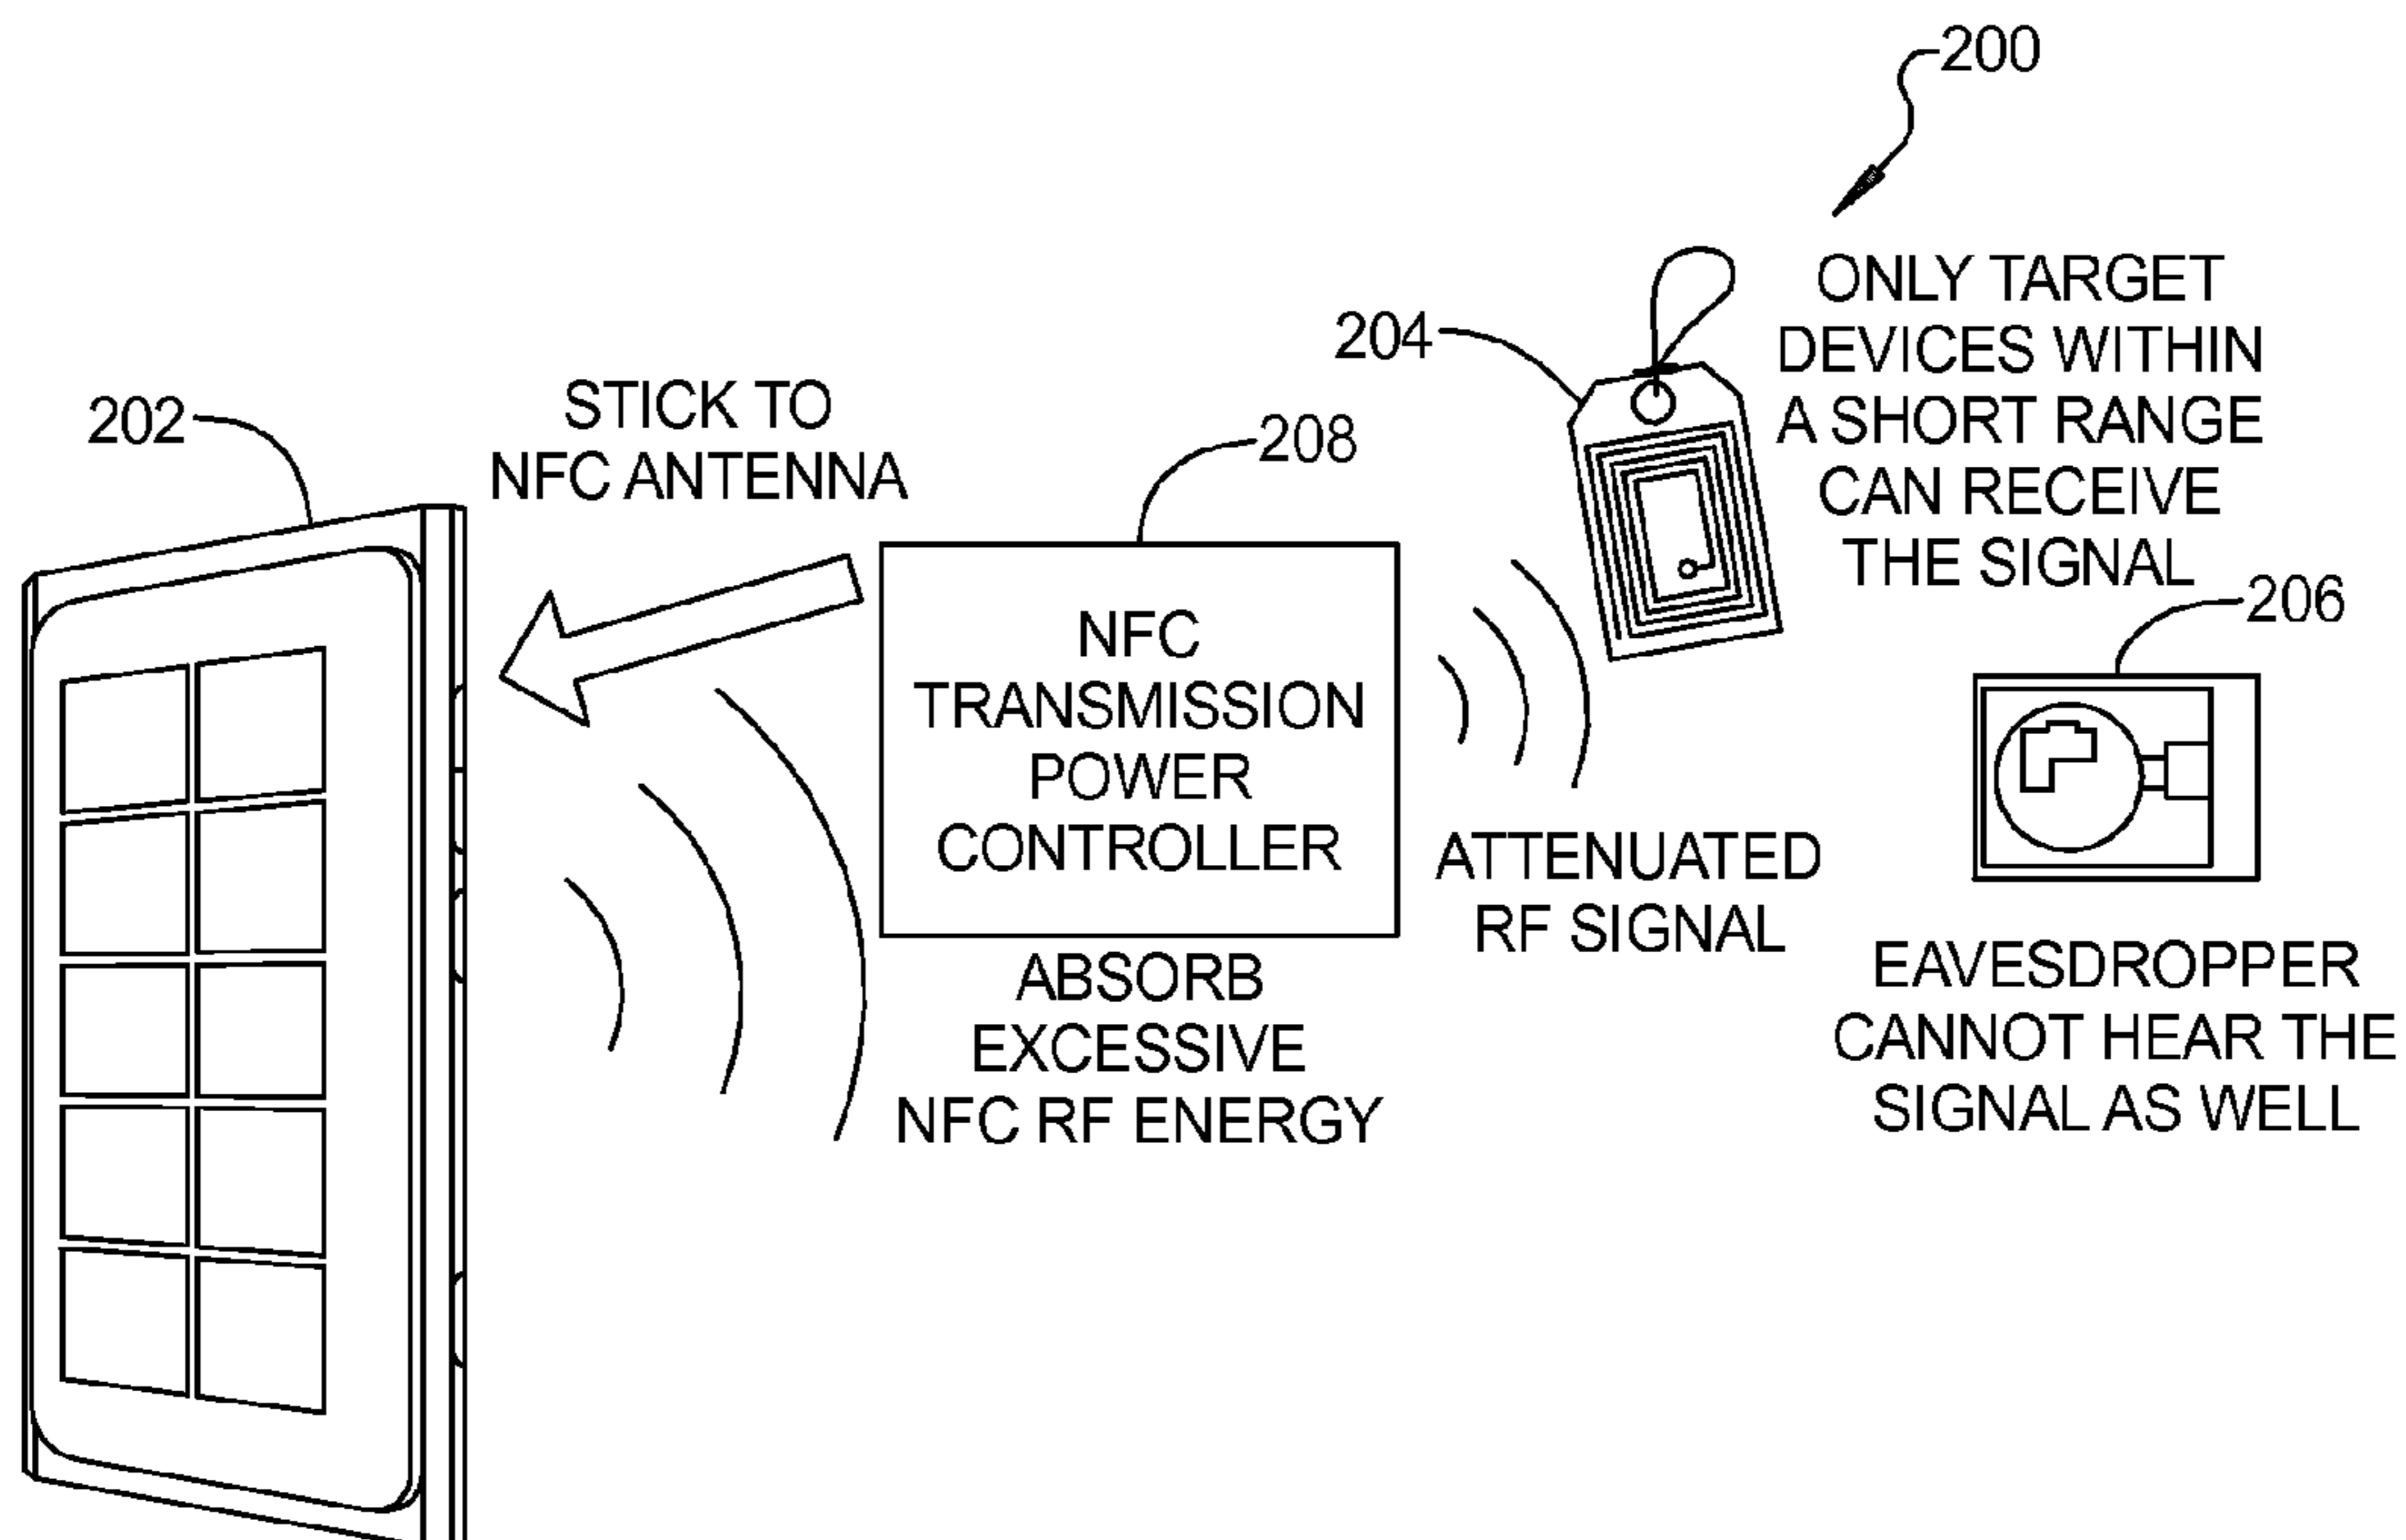 200
ONLY TARGET
DEVICES WITHIN
A SHORT RANGE
CAN RECEIVE
THE SIGNAL
204
202
STICK TO
NFC ANTENNA
208
206
NFC
TRANSMISSION
POWER
CONTROLLER
ATTENUATED
RF SIGNAL
ABSORB
EXCESSIVE
NFC RF ENERGY
EAVESDROPPER
CANNOT HEAR THE
SIGNAL AS WELL